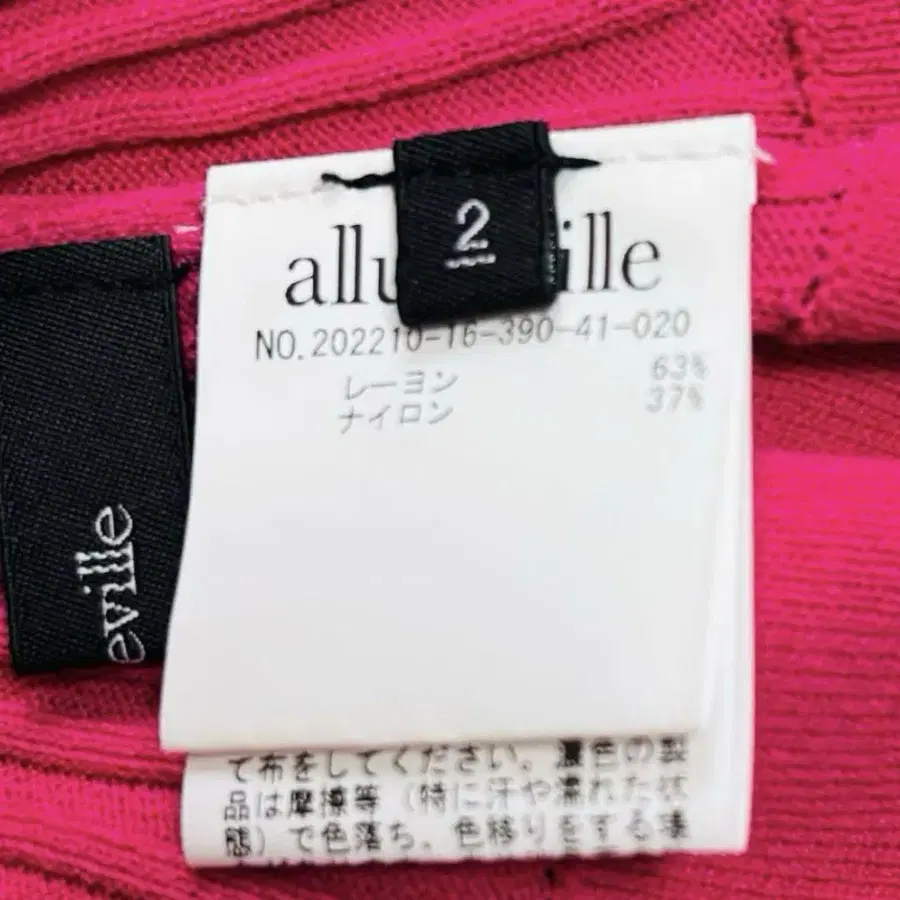 2
allu ille
NO.202210-16-390-41-020
レーヨン 63%
ナイロン 37%
eville
て布をしてください。濃色の製
品は摩擦等（特に汗や濡れた状
態）で色落ち、色移りをする凄